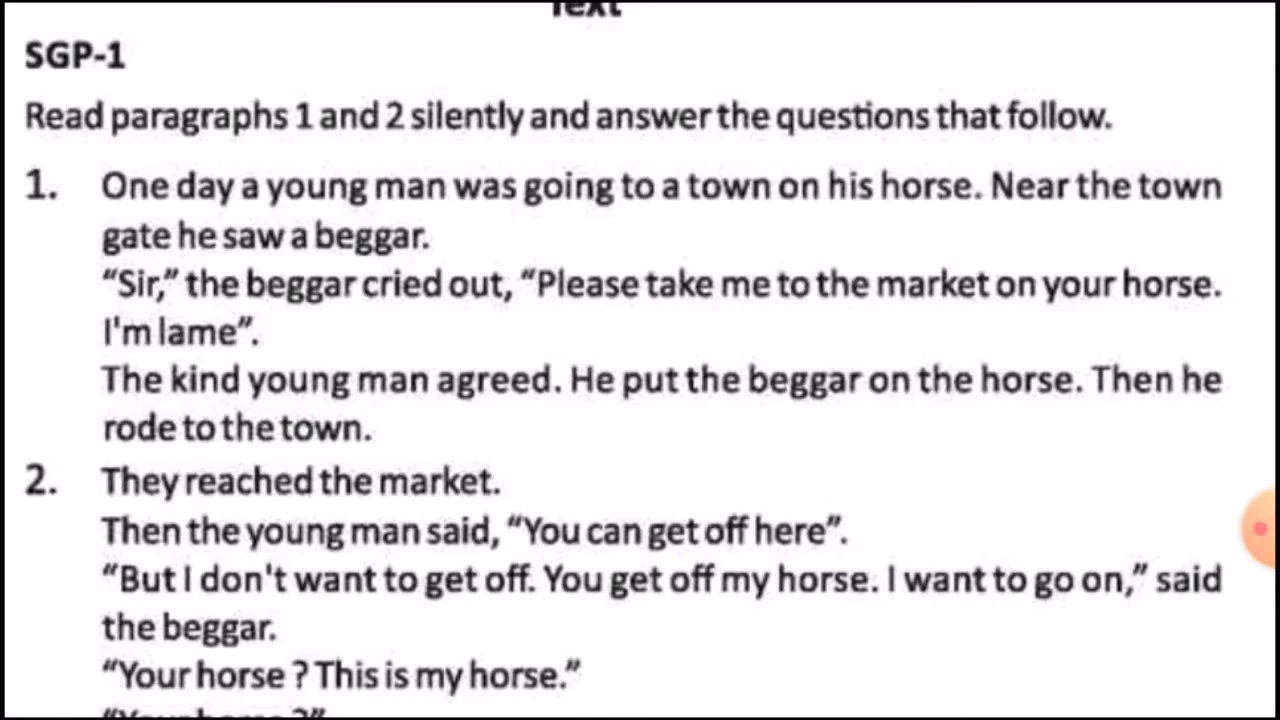 Text
SGP-1
Read paragraphs 1 and 2 silently and answer the questions that follow.
1. One day a young man was going to a town on his horse. Near the town
gate he saw a beggar.
“Sir,” the beggar cried out, “Please take me to the market on your horse.
I'm lame”.
The kind young man agreed. He put the beggar on the horse. Then he
rode to the town.
2. They reached the market.
Then the young man said, “You can get off here”.
“But I don't want to get off. You get off my horse. I want to go on,” said
the beggar.
“Your horse ? This is my horse.”
“Your horse ?”